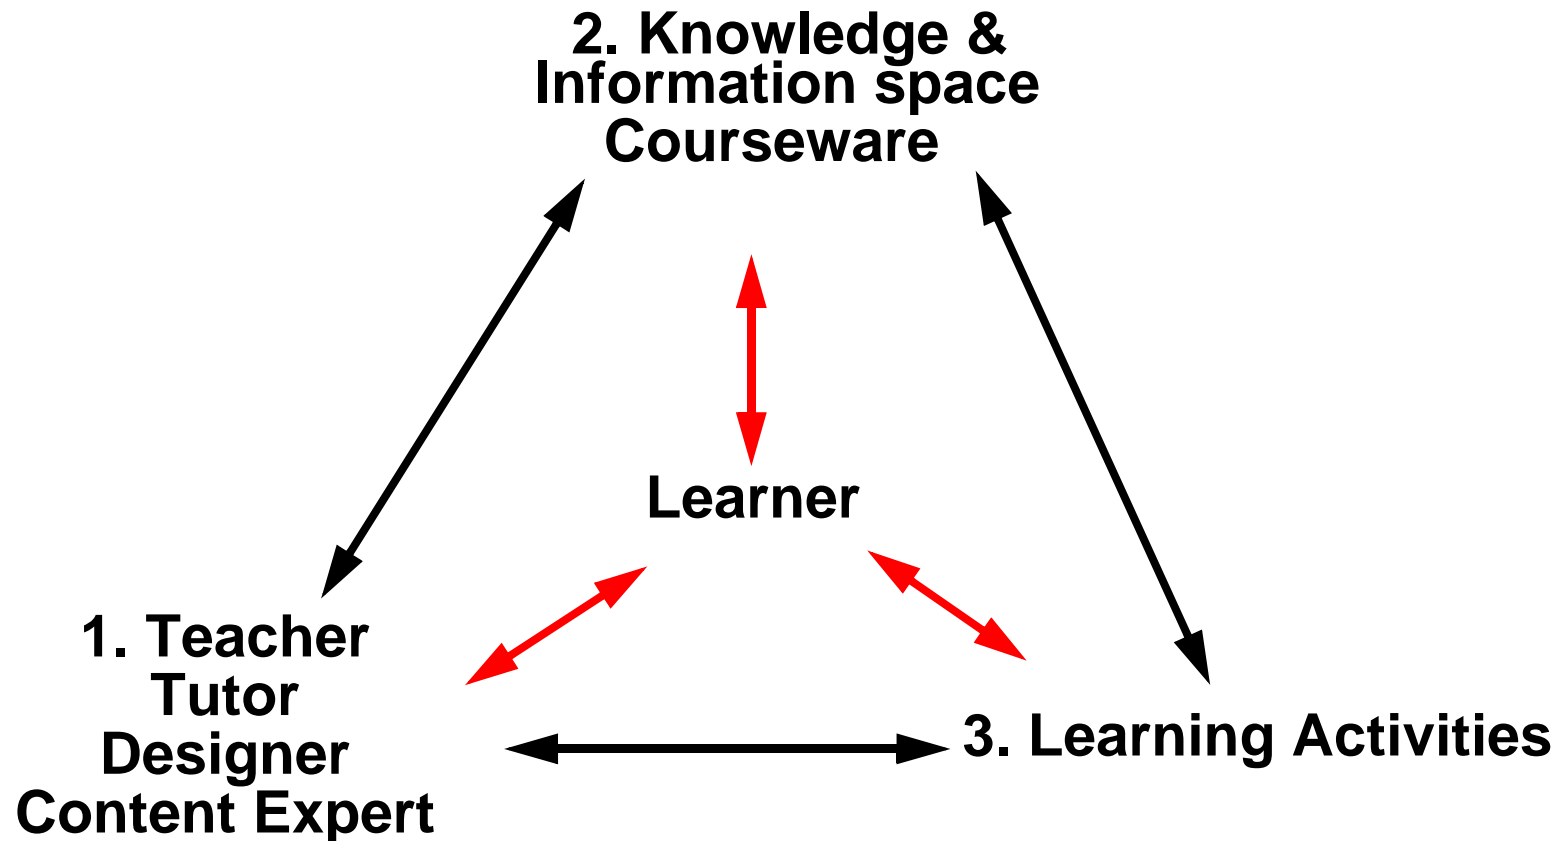 2. Knowledge &
Information space
Courseware
Learner
1. Teacher
Tutor
Designer
Content Expert
3. Learning Activities